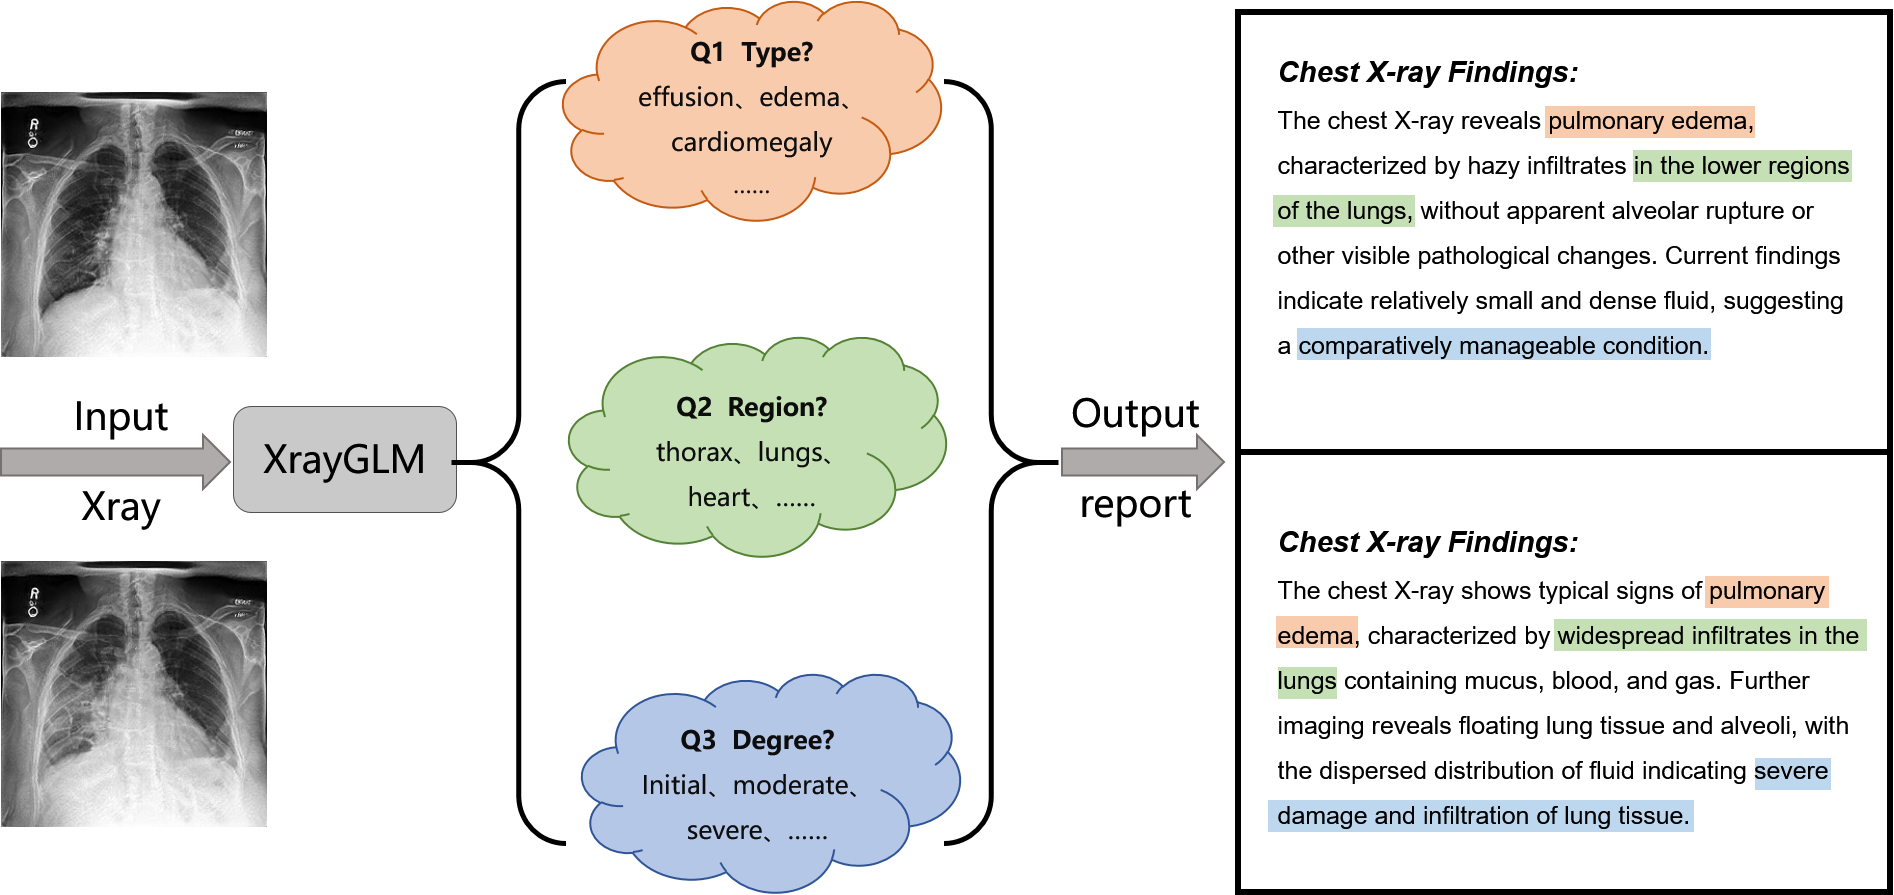 Input
Xray
XrayGLM
Q1 Type?
effusion、edema、
cardiomegaly
......
Q2 Region?
thorax、lungs、
heart、......
Q3 Degree?
Initial、moderate、
severe、......
Output
report
Chest X-ray Findings:
The chest X-ray reveals pulmonary edema,
characterized by hazy infiltrates in the lower regions
of the lungs, without apparent alveolar rupture or
other visible pathological changes. Current findings
indicate relatively small and dense fluid, suggesting
a comparatively manageable condition.
Chest X-ray Findings:
The chest X-ray shows typical signs of pulmonary
edema, characterized by widespread infiltrates in the
lungs containing mucus, blood, and gas. Further
imaging reveals floating lung tissue and alveoli, with
the dispersed distribution of fluid indicating severe
damage and infiltration of lung tissue.